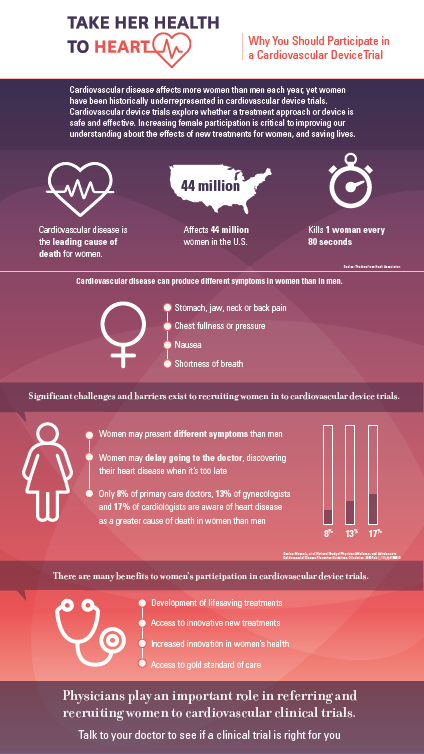 TAKE HER HEALTH
TO HEART
Why You Should Participate in
a Cardiovascular Device Trial
Cardiovascular disease affects more women than men each year, yet women
have been historically underrepresented in cardiovascular device trials.
Cardiovascular device trials explore whether a treatment approach or device is
safe and effective. Increasing female participation is critical to improving our
understanding about the effects of new treatments for women, and saving lives.
44 million
Cardiovascular disease is
the leading cause of
death for women.
Affects 44 million
women in the U.S.
Kills 1 woman every
80 seconds
Cardiovascular disease can produce different symptoms in women than in men.
Stomach, jaw, neck or back pain
Chest fullness or pressure
Nausea
Shortness of breath
Significant challenges and barriers exist to recruiting women in to cardiovascular device trials.
Women may present different symptoms than men
Women may delay going to the doctor, discovering
their heart disease when it's too late
Only 8% of primary care doctors, 13% of gynecologists
and 17% of cardiologists are aware of heart disease
as a greater cause of death in women than men
8% 13% 17%
There are many benefits to women's participation in cardiovascular device trials.
Development of lifesaving treatments
Access to innovative new treatments
Increased innovation in women's health
Access to gold standard of care
Physicians play an important role in referring and
recruiting women to cardiovascular clinical trials.
Talk to your doctor to see if a clinical trial is right for you